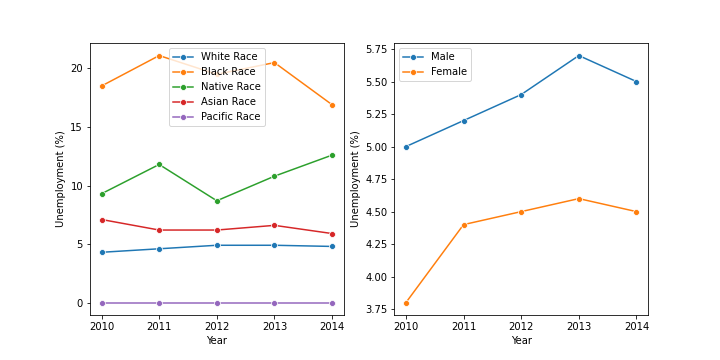 White Race
Black Race
Native Race
Asian Race
Pacific Race
20
15
10
5
0
Unemployment (%)
2010 2011 2012 2013 2014
Year
Male
Female
5.75
5.50
5.25
5.00
4.75
4.50
4.25
4.00
3.75
Unemployment (%)
2010 2011 2012 2013 2014
Year